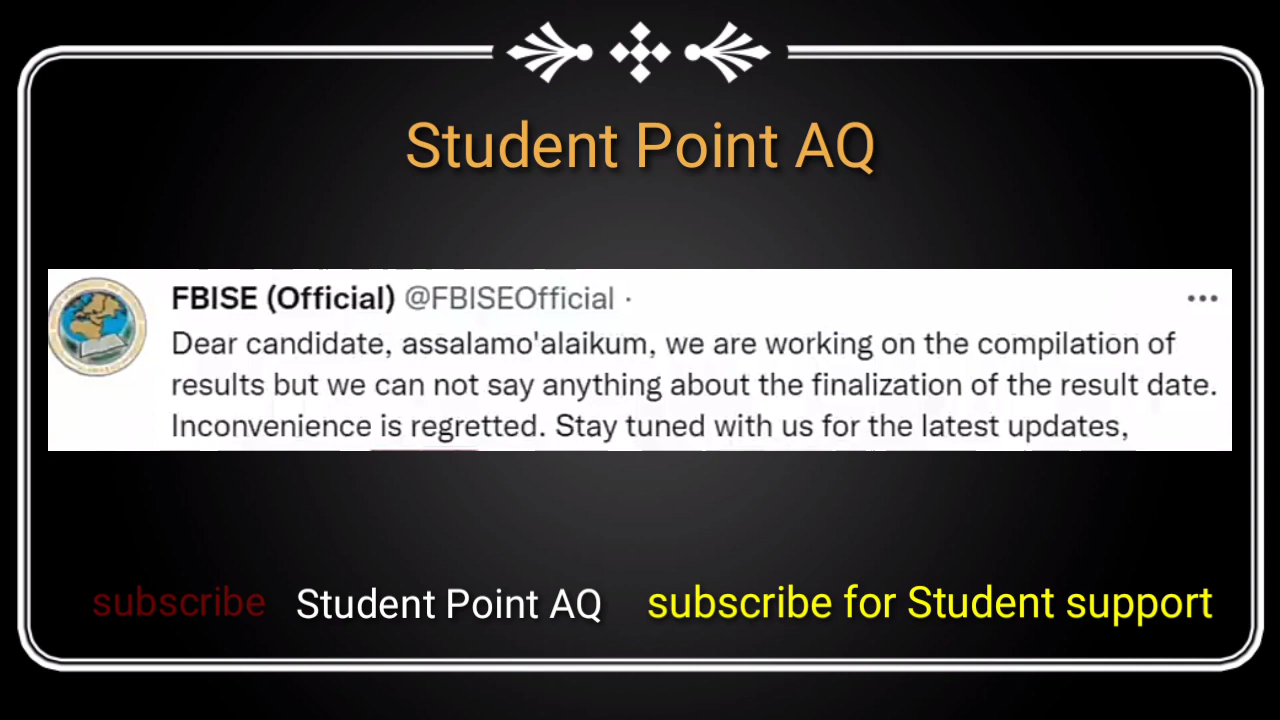 Student Point AQ
FBISE (Official) @FBISEOfficial ·
Dear candidate, assalamo'alaikum, we are working on the compilation of
results but we can not say anything about the finalization of the result date.
Inconvenience is regretted. Stay tuned with us for the latest updates,
subscribe Student Point AQ subscribe for Student support